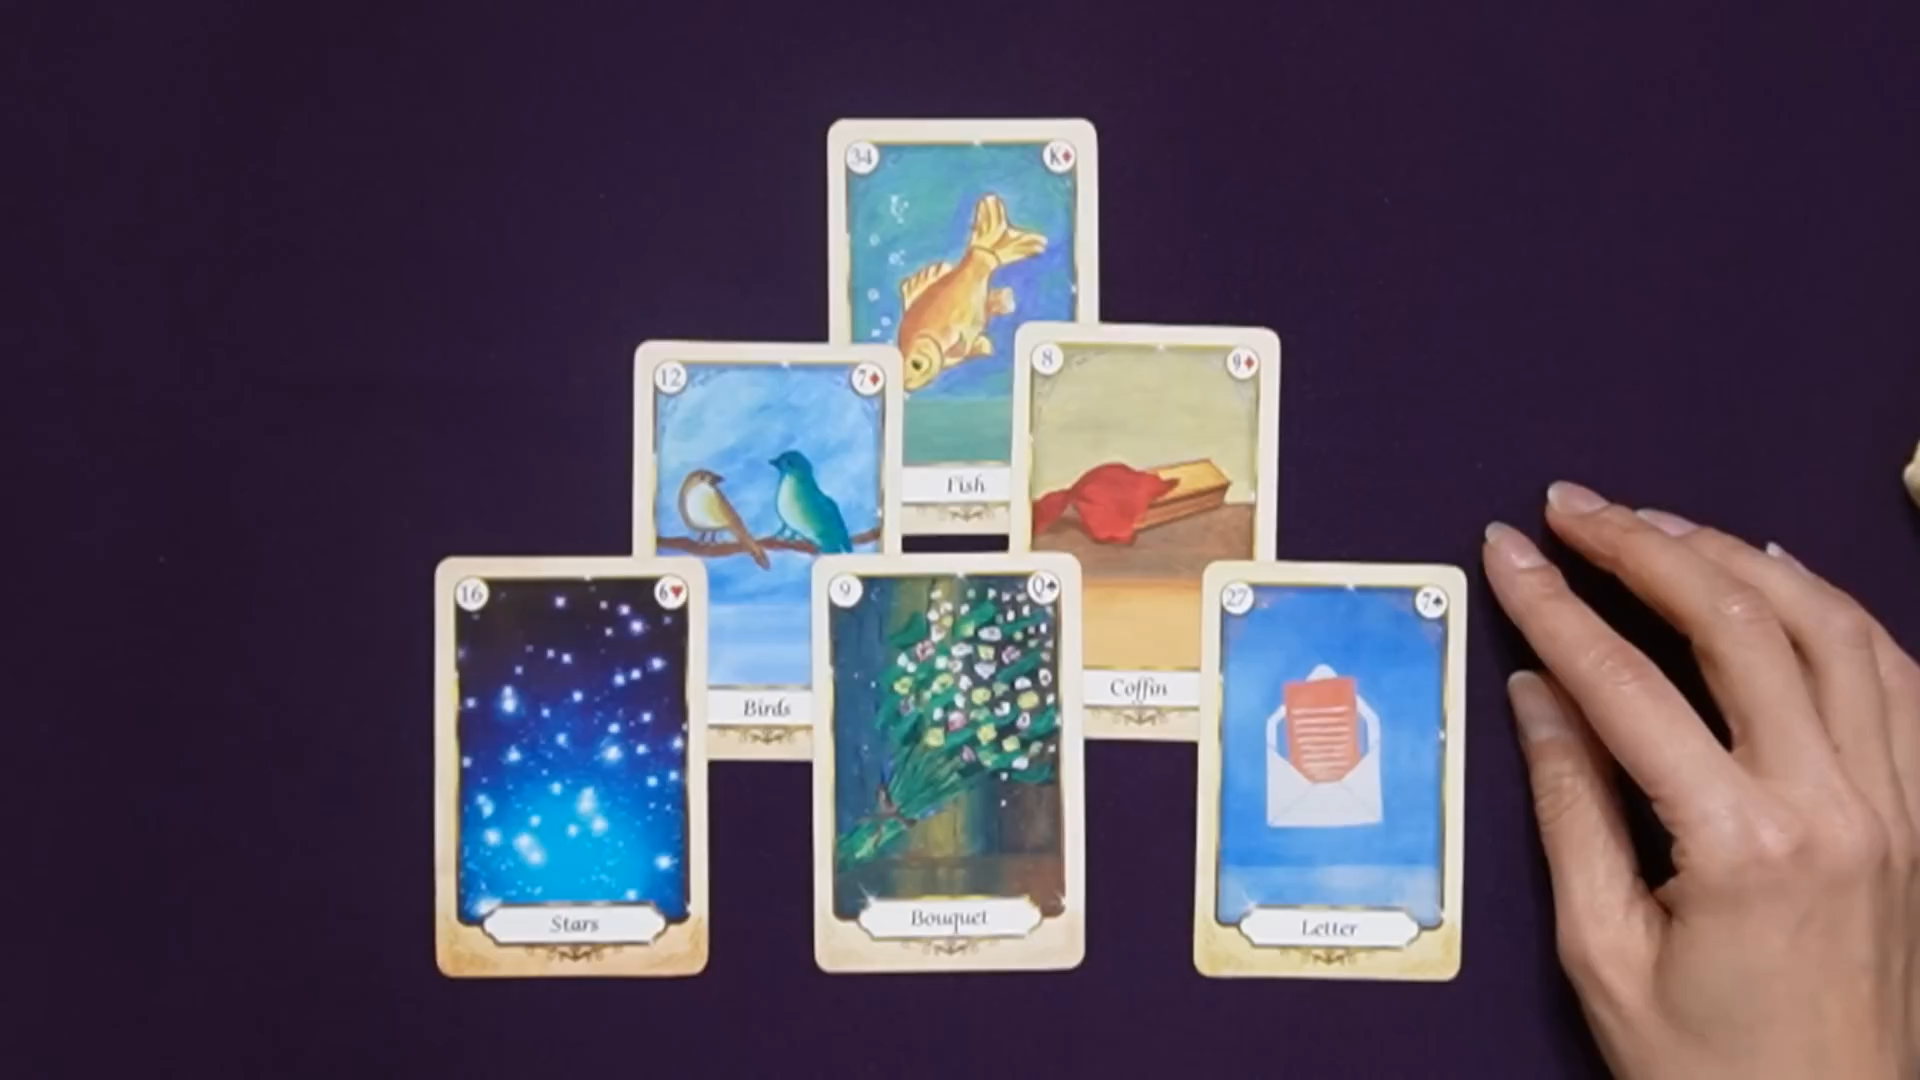 34 K♦
Fish
12 7♦
Birds
8 9♦
Coffin
16 6♥
Stars
9 Q♠
Bouquet
27 7♠
Letter